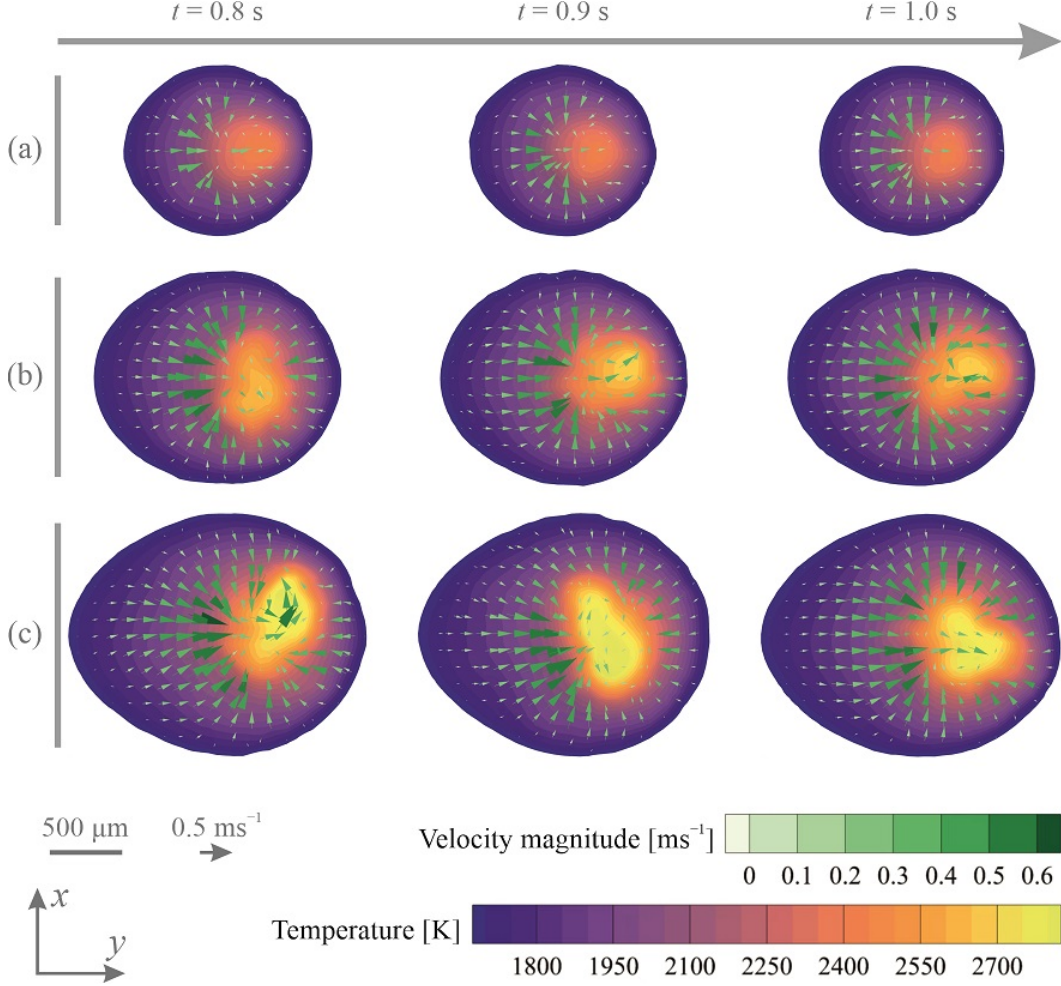 t = 0.8 s t = 0.9 s t = 1.0 s
(a)
(b)
(c)
500 μm 0.5 ms⁻¹
Velocity magnitude [ms⁻¹]
0 0.1 0.2 0.3 0.4 0.5 0.6
x
y
Temperature [K]
1800 1950 2100 2250 2400 2550 2700